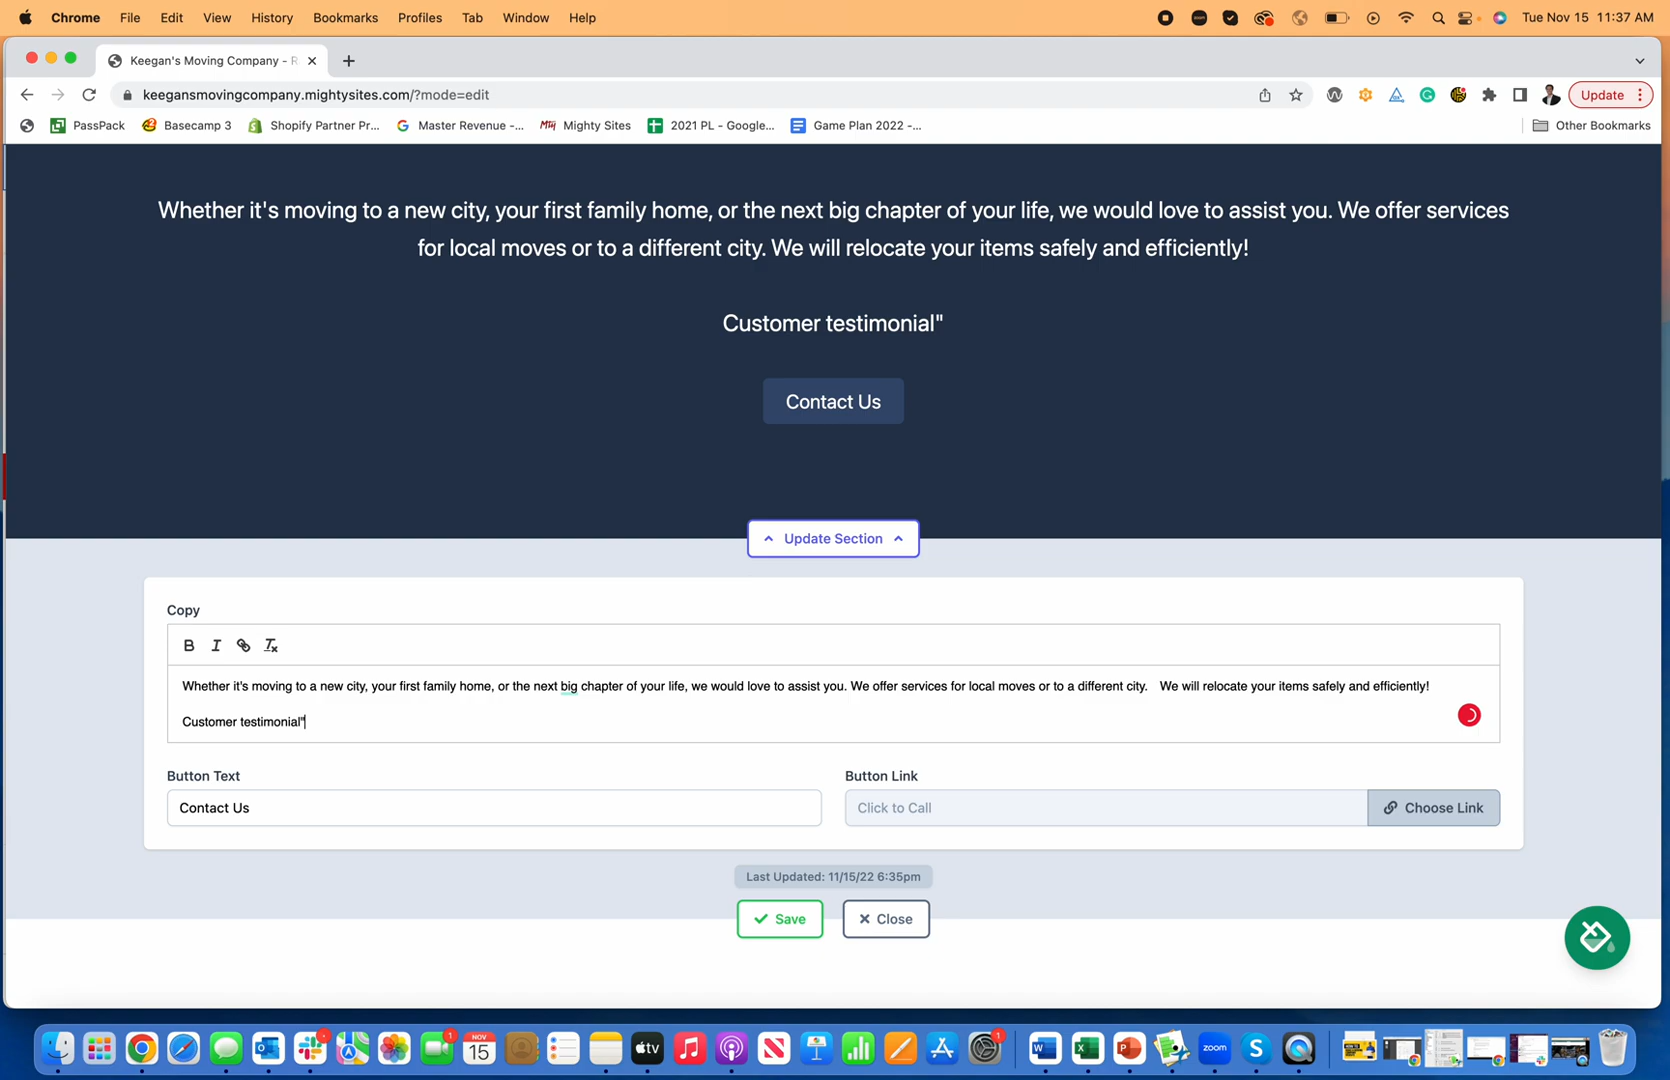 Chrome File Edit View History Bookmarks Profiles Tab Window Help Tue Nov 15 11:37 AM
Keegan's Moving Company - R
keegansmovingcompany.mightysites.com/?mode=edit Update
PassPack Basecamp 3 Shopify Partner Pr... Master Revenue -... Mighty Sites 2021 PL - Google... Game Plan 2022 -... Other Bookmarks
Whether it's moving to a new city, your first family home, or the next big chapter of your life, we would love to assist you. We offer services
for local moves or to a different city. We will relocate your items safely and efficiently!
Customer testimonial"
Contact Us
Update Section
Copy
B I
Whether it's moving to a new city, your first family home, or the next big chapter of your life, we would love to assist you. We offer services for local moves or to a different city. We will relocate your items safely and efficiently!
Customer testimonial"
Button Text
Button Link
Contact Us
Click to Call
Choose Link
Last Updated: 11/15/22 6:35pm
Save
Close
NOV
15
tv
zoom